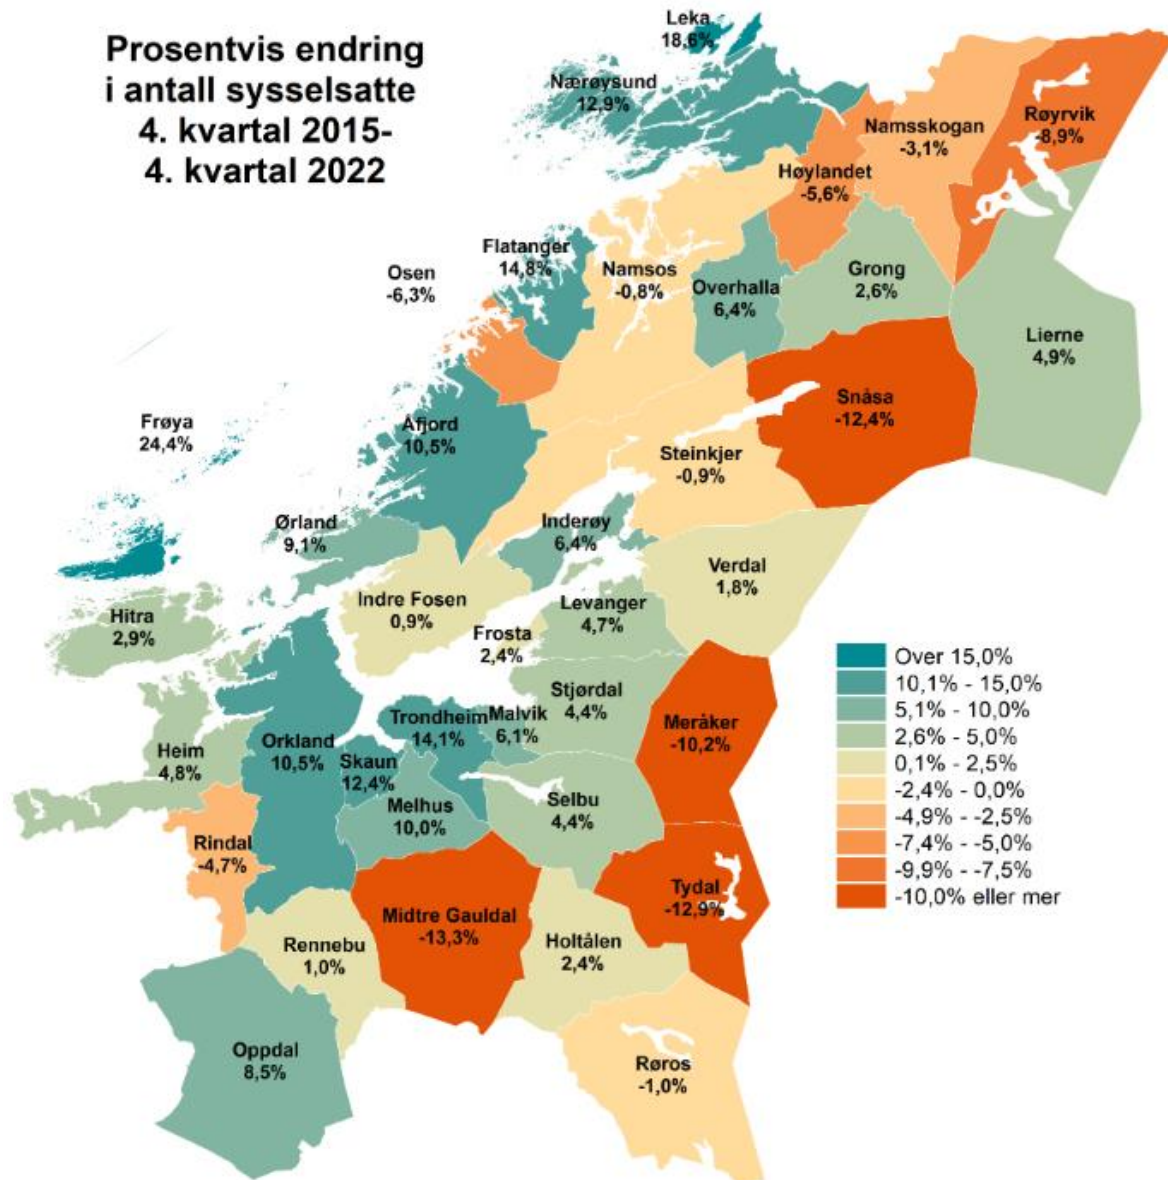 Prosentvis endring
i antall sysselsatte
4. kvartal 2015-
4. kvartal 2022
Leka
18,6%
Nærøysund
12,9%
Røyrvik
-8,9%
Namsskogan
-3,1%
Høylandet
-5,6%
Flatanger
14,8%
Osen
-6,3%
Namsos
-0,8%
Overhalla
6,4%
Grong
2,6%
Lierne
4,9%
Snåsa
-12,4%
Frøya
24,4%
Åfjord
10,5%
Steinkjer
-0,9%
Ørland
9,1%
Inderøy
6,4%
Verdal
1,8%
Indre Fosen
0,9%
Levanger
4,7%
Hitra
2,9%
Frosta
2,4%
Stjørdal
4,4%
Meråker
-10,2%
Trondheim
14,1%
Malvik
6,1%
Orkland
10,5%
Skaun
12,4%
Heim
4,8%
Melhus
10,0%
Selbu
4,4%
Rindal
-4,7%
Tydal
-12,9%
Midtre Gauldal
-13,3%
Rennebu
1,0%
Holtålen
2,4%
Oppdal
8,5%
Røros
-1,0%
Over 15,0%
10,1% - 15,0%
5,1% - 10,0%
2,6% - 5,0%
0,1% - 2,5%
-2,4% - 0,0%
-4,9% - -2,5%
-7,4% - -5,0%
-9,9% - -7,5%
-10,0% eller mer